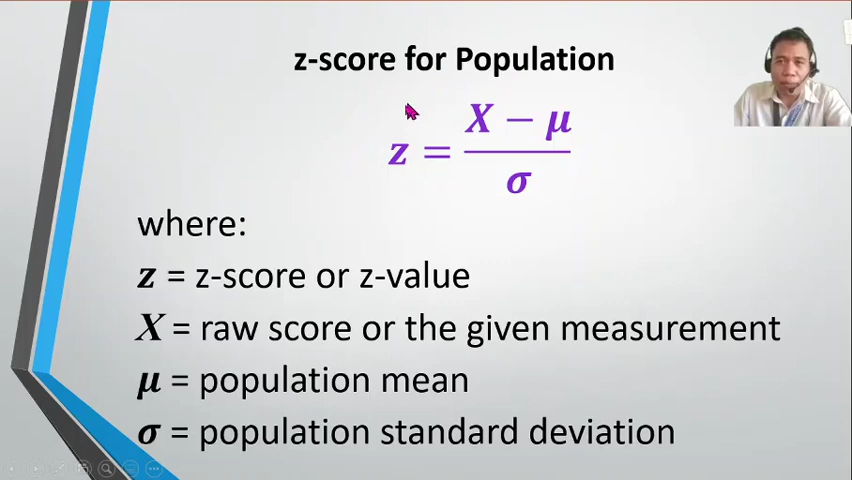 z-score for Population
z = (X − μ) / σ
where:
z = z-score or z-value
X = raw score or the given measurement
μ = population mean
σ = population standard deviation